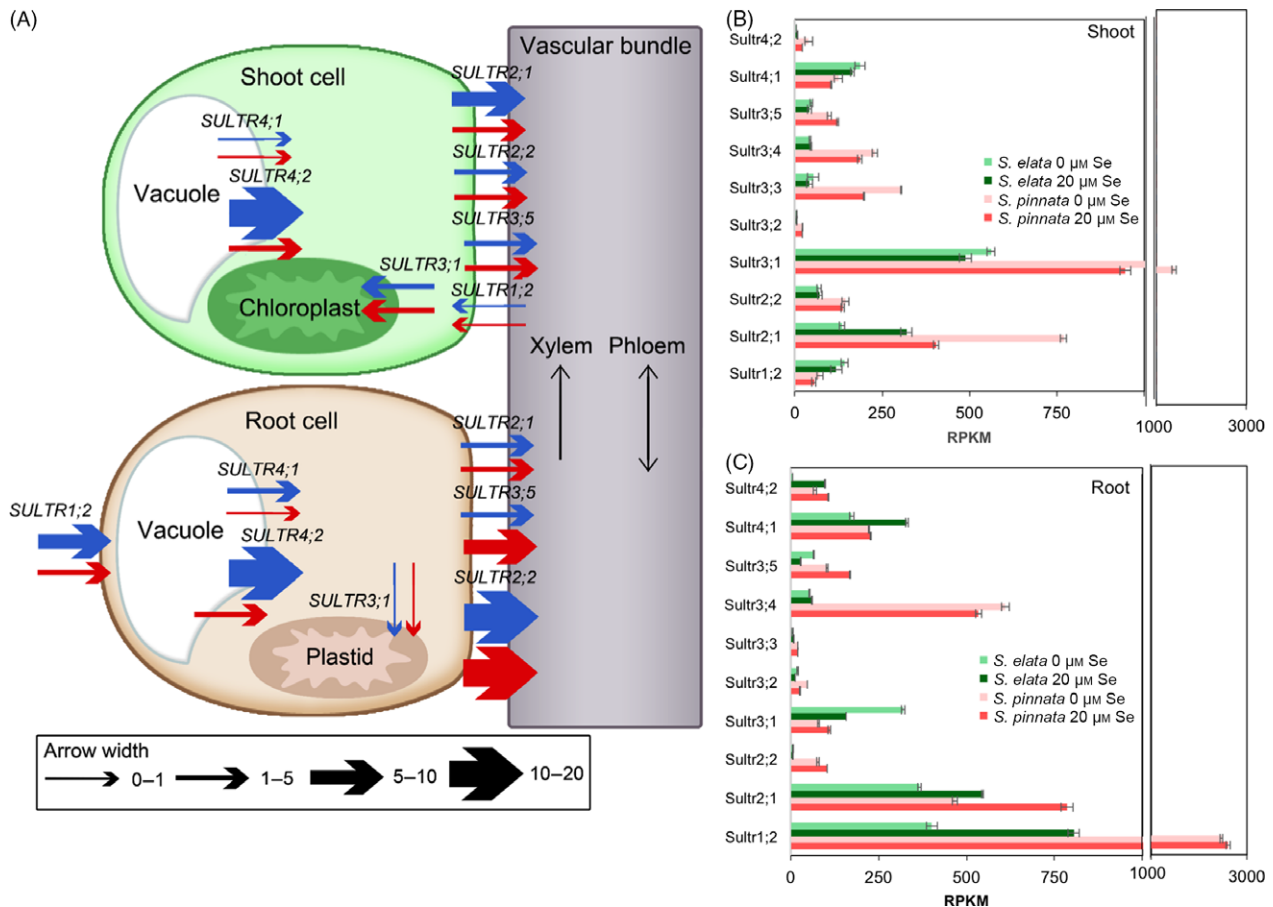 (A)
Vascular bundle
Shoot cell
SULTR2;1
SULTR4;1
SULTR2;2
SULTR4;2
Vacuole
SULTR3;5
SULTR3;1
SULTR1;2
Chloroplast
Xylem Phloem
Root cell
SULTR2;1
SULTR4;1
SULTR3;5
SULTR1;2
Vacuole
SULTR4;2
SULTR2;2
SULTR3;1
Plastid
Arrow width
0–1 1–5 5–10 10–20
(B)
Shoot
Sultr4;2
Sultr4;1
Sultr3;5
Sultr3;4
Sultr3;3
Sultr3;2
Sultr3;1
Sultr2;2
Sultr2;1
Sultr1;2
S. elata 0 μM Se
S. elata 20 μM Se
S. pinnata 0 μM Se
S. pinnata 20 μM Se
0 250 500 750 1000 3000
RPKM
(C)
Root
Sultr4;2
Sultr4;1
Sultr3;5
Sultr3;4
Sultr3;3
Sultr3;2
Sultr3;1
Sultr2;2
Sultr2;1
Sultr1;2
S. elata 0 μM Se
S. elata 20 μM Se
S. pinnata 0 μM Se
S. pinnata 20 μM Se
0 250 500 750 1000 3000
RPKM